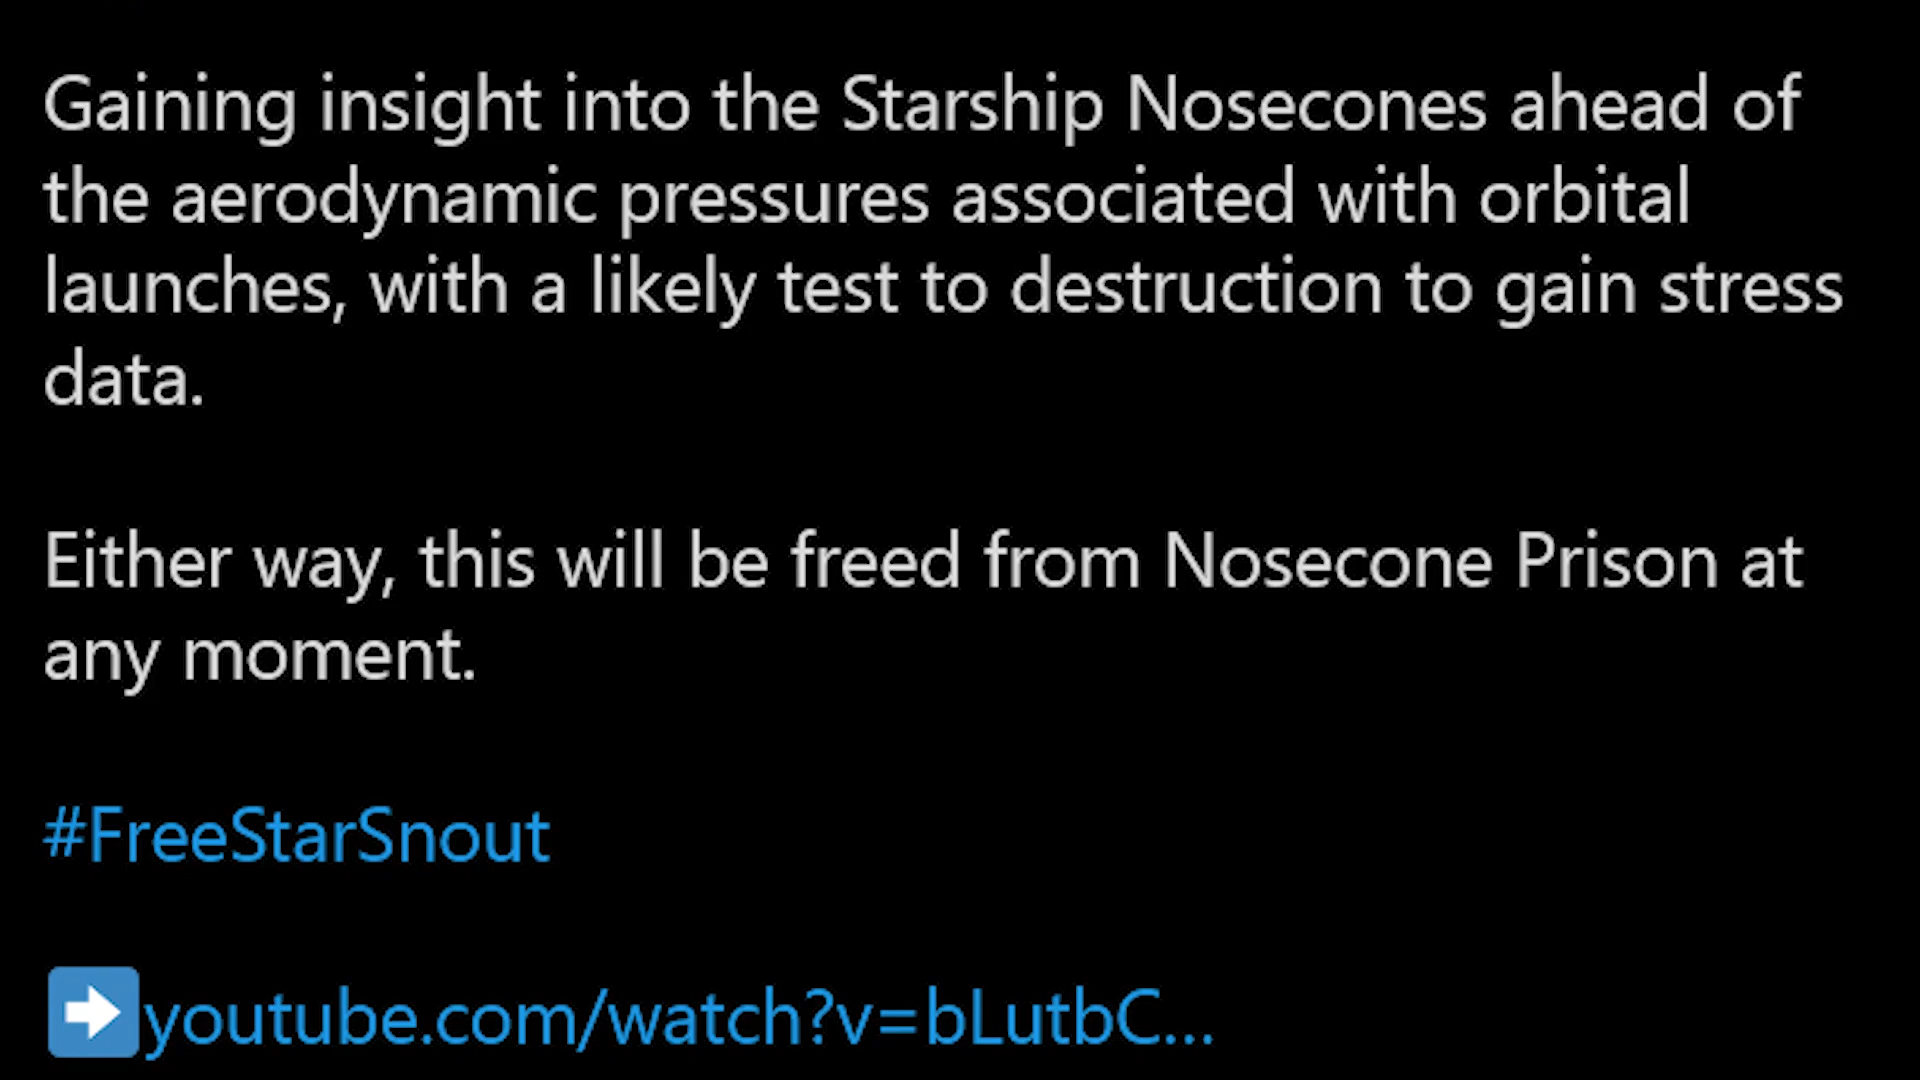 Gaining insight into the Starship Nosecones ahead of
the aerodynamic pressures associated with orbital
launches, with a likely test to destruction to gain stress
data.
Either way, this will be freed from Nosecone Prison at
any moment.
#FreeStarSnout
➡️youtube.com/watch?v=bLutbC...